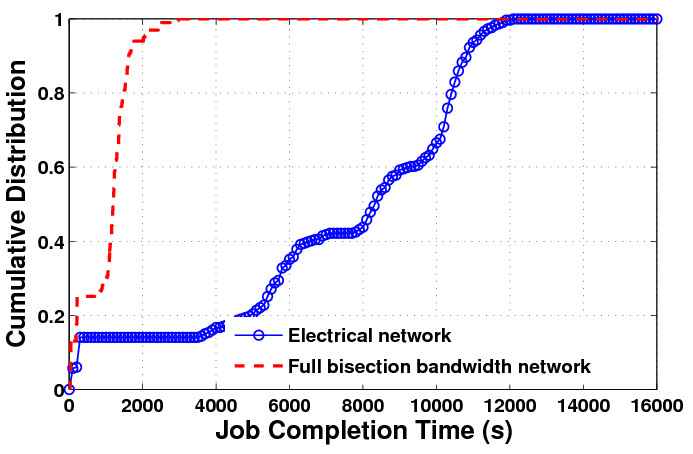 1
0.8
0.6
0.4
0.2
0
Cumulative Distribution
Electrical network
Full bisection bandwidth network
0 2000 4000 6000 8000 10000 12000 14000 16000
Job Completion Time (s)